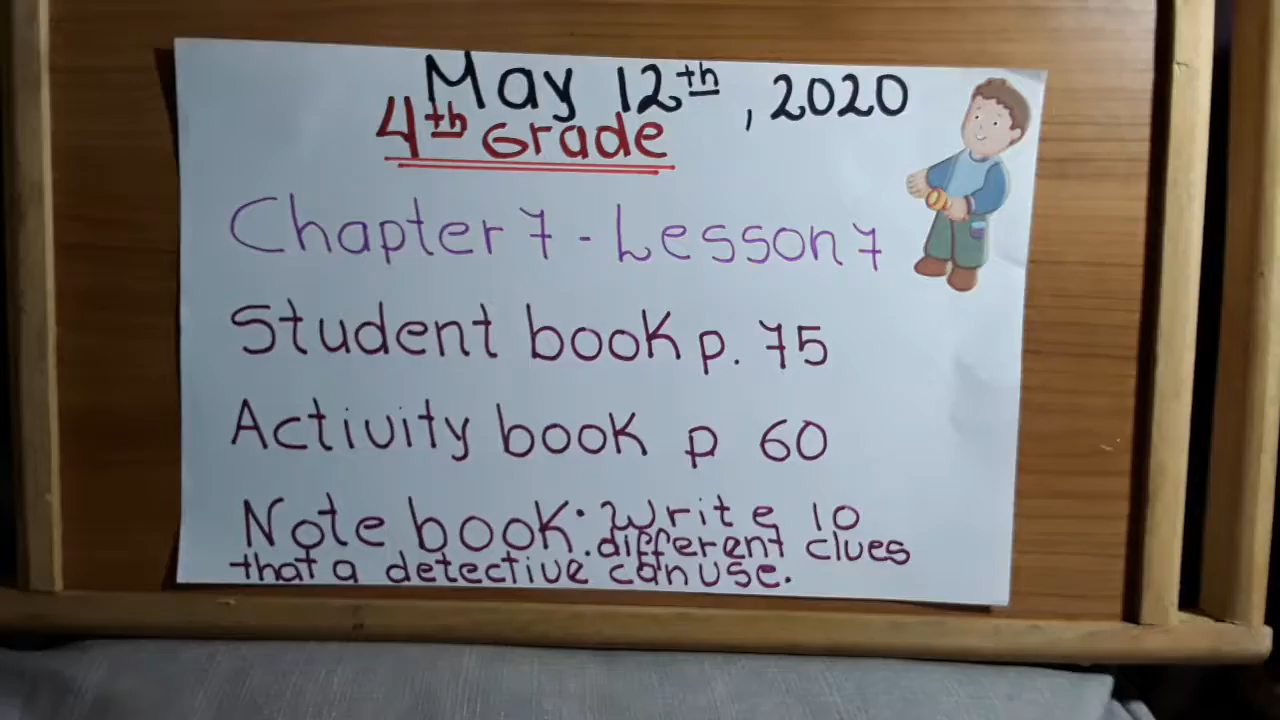 May 12th, 2020
4th Grade
Chapter 7 - Lesson 7
Student book p. 75
Activity book p 60
Note book: Write 10
different clues
that a detective can use.